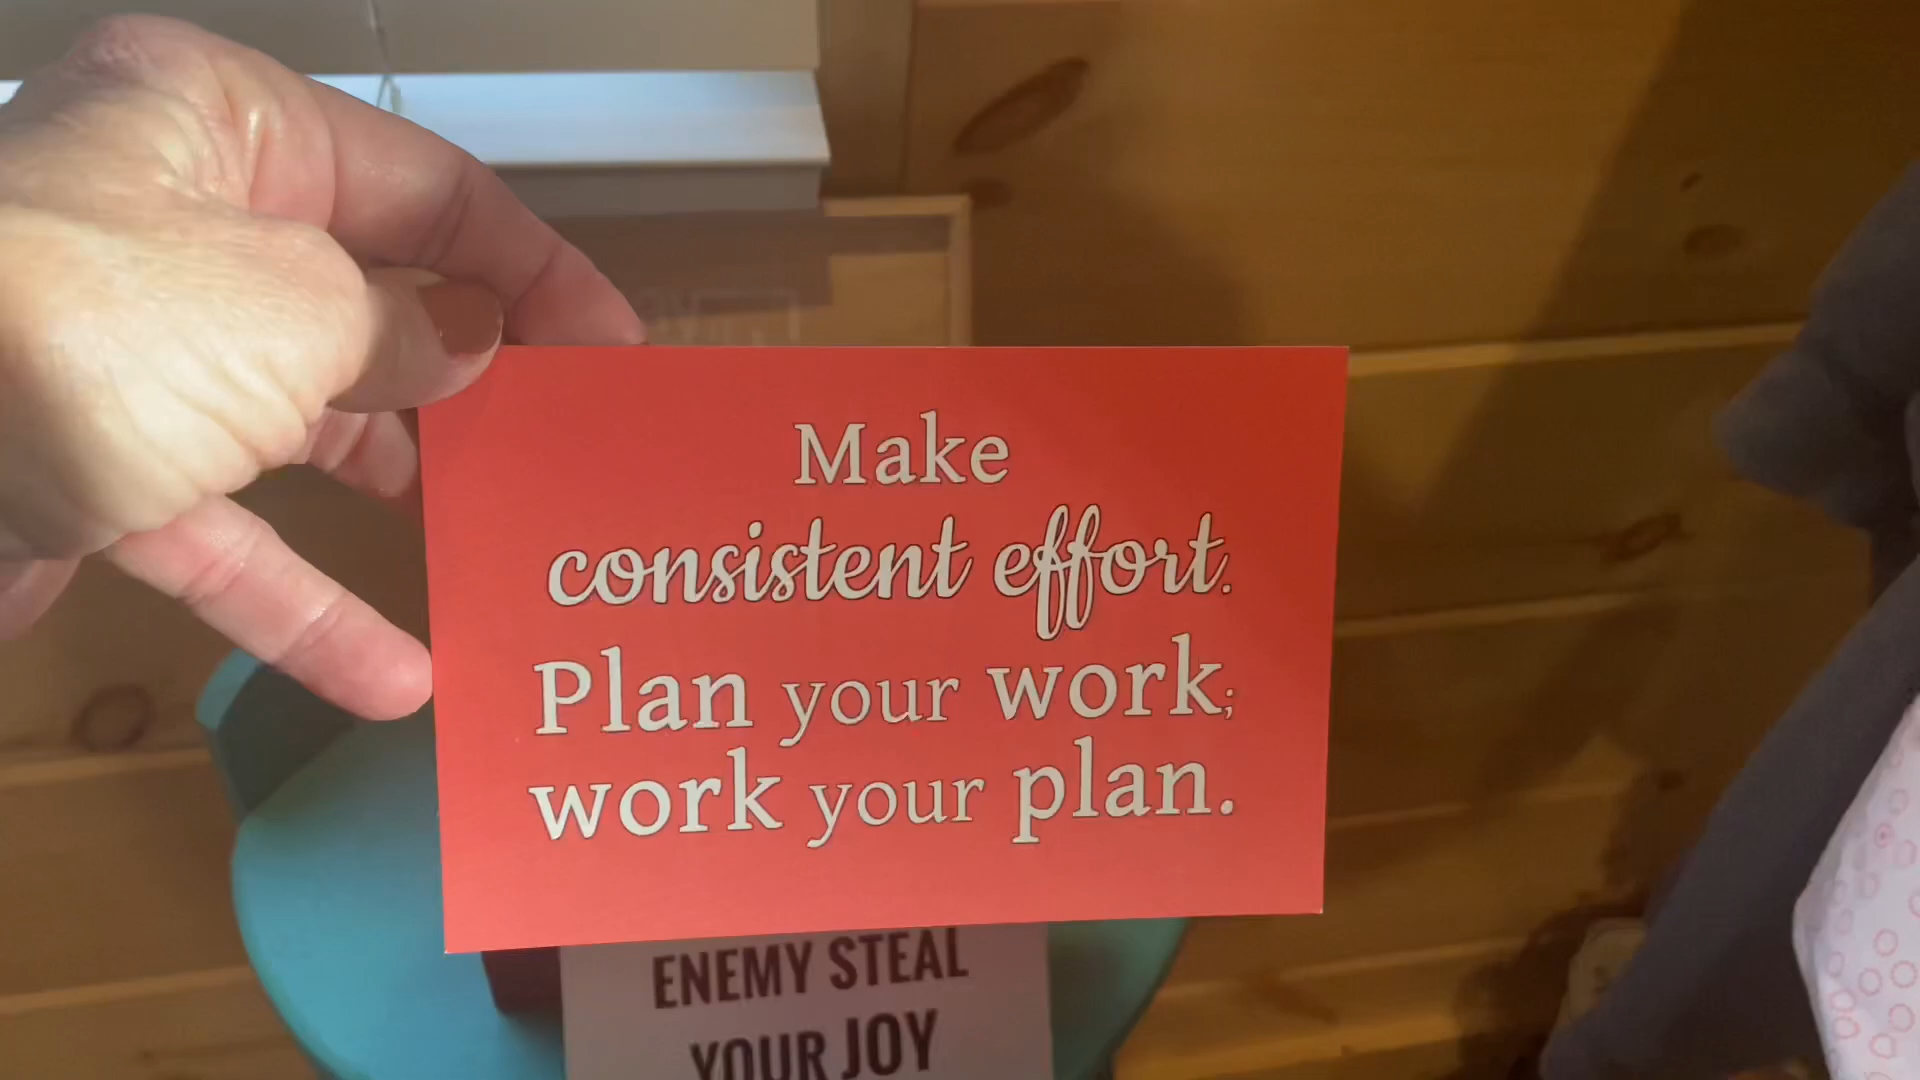 Make
consistent effort.
Plan your work;
work your plan.
ENEMY STEAL
YOUR JOY